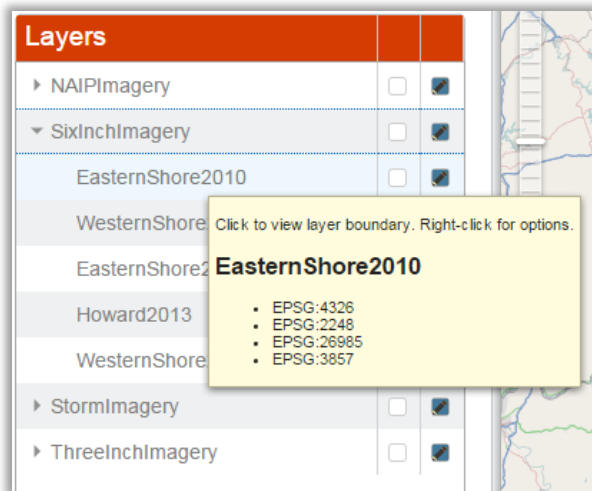 Layers
NAIPImagery
SixInchImagery
EasternShore2010
WesternShore
Click to view layer boundary. Right-click for options.
EasternShore2010
EasternShore2
• EPSG:4326
• EPSG:2248
Howard2013
• EPSG:26985
• EPSG:3857
WesternShore
StormImagery
ThreeInchImagery